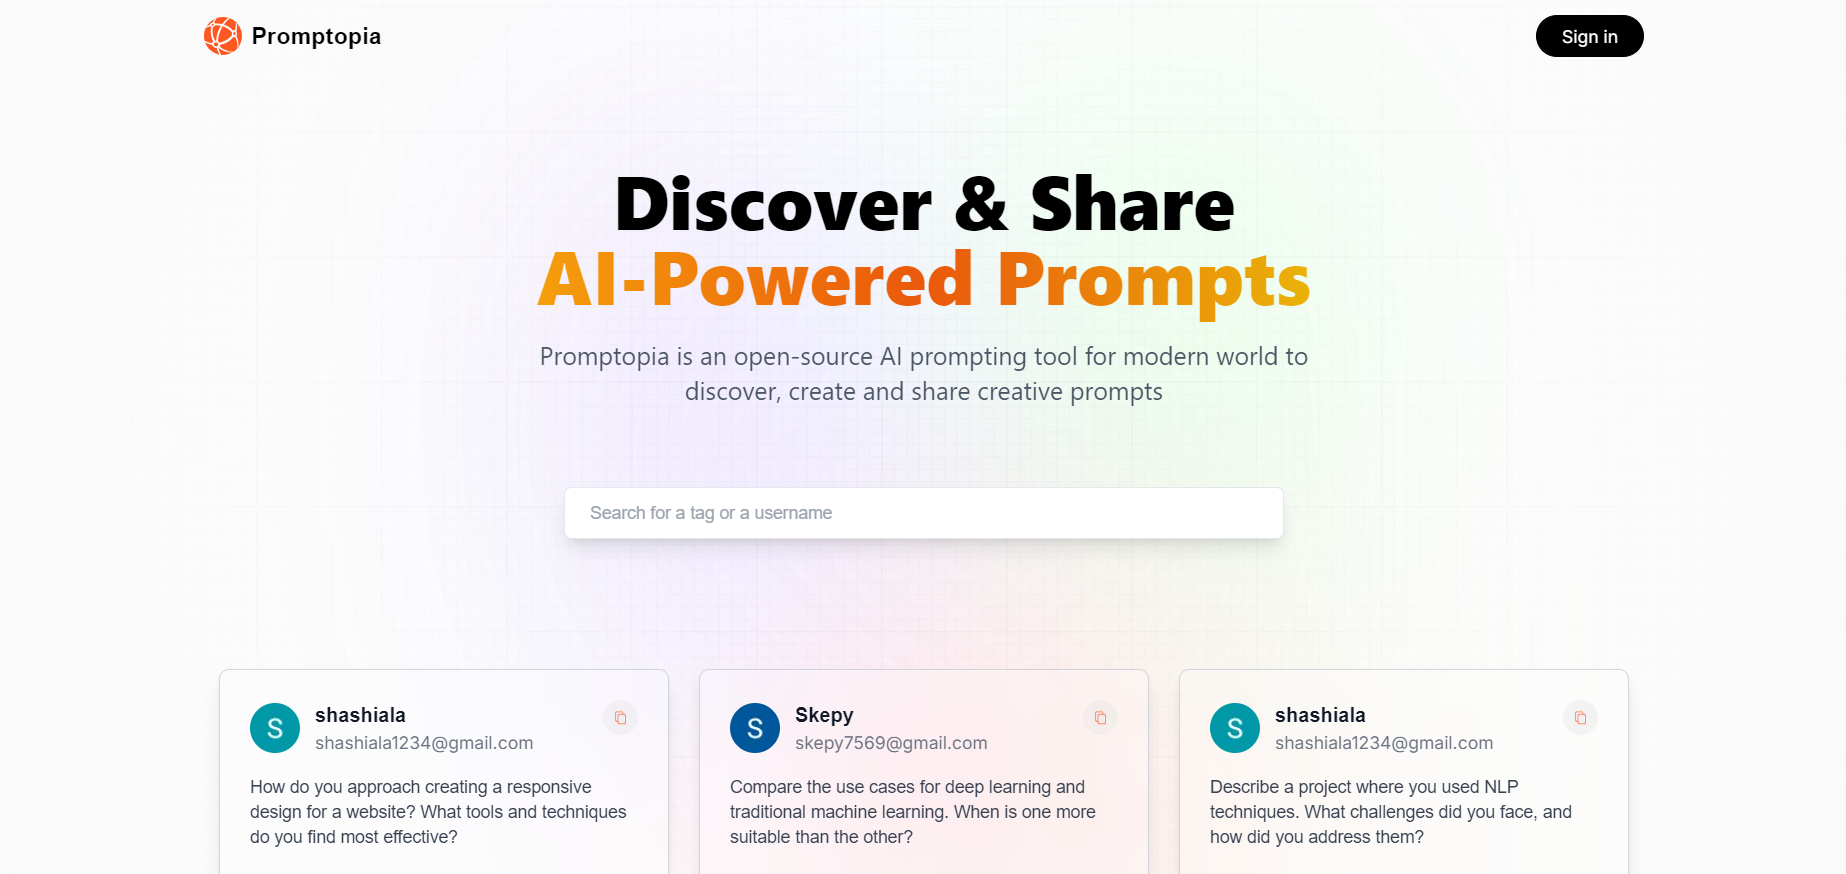 Promptopia
Sign in
Discover & Share
AI-Powered Prompts
Promptopia is an open-source AI prompting tool for modern world to
discover, create and share creative prompts
Search for a tag or a username
S
shashiala
shashiala1234@gmail.com
How do you approach creating a responsive
design for a website? What tools and techniques
do you find most effective?
S
Skepy
skepy7569@gmail.com
Compare the use cases for deep learning and
traditional machine learning. When is one more
suitable than the other?
S
shashiala
shashiala1234@gmail.com
Describe a project where you used NLP
techniques. What challenges did you face, and
how did you address them?